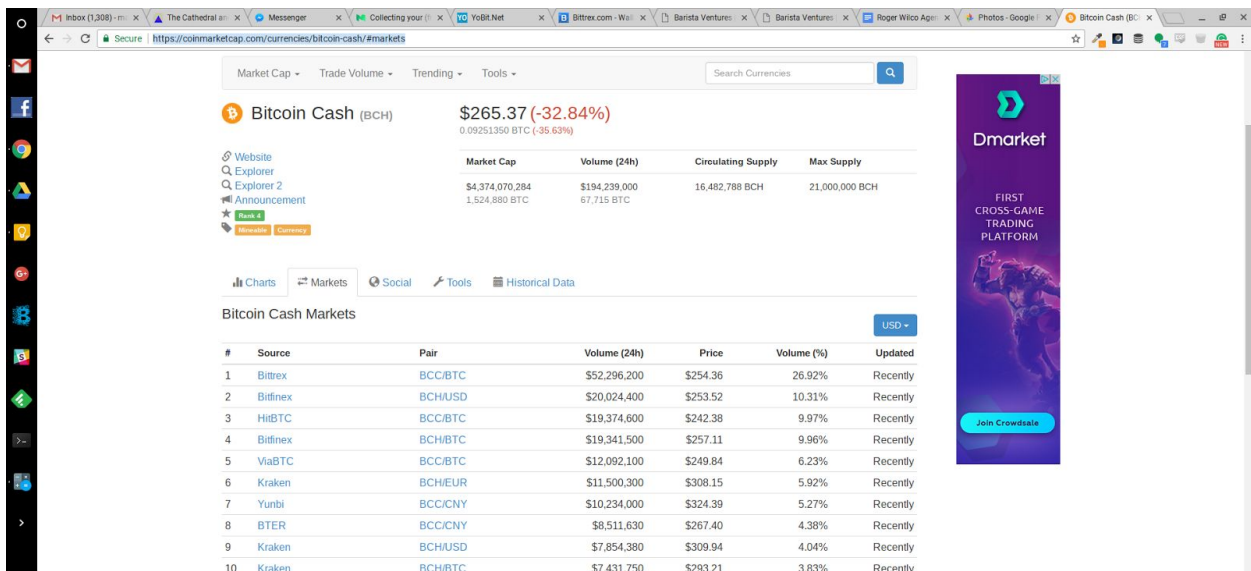 Inbox (1,308) - m
The Cathedral an
Messenger
Collecting your (
YoBit.Net
Bittrex.com - Wall
Barista Ventures
Barista Ventures
Roger Wilco Agen
Photos - Google P
Bitcoin Cash (BC
Secure | https://coinmarketcap.com/currencies/bitcoin-cash/#markets
Market Cap Trade Volume Trending Tools Search Currencies
Bitcoin Cash (BCH) $265.37 (-32.84%)
0.09251350 BTC (-35.63%)
Website
Explorer
Explorer 2
Announcement
Rank 4
Mineable Currency
Market Cap Volume (24h) Circulating Supply Max Supply
$4,374,070,284 $194,239,000 16,482,788 BCH 21,000,000 BCH
1,524,880 BTC 67,715 BTC
Charts Markets Social Tools Historical Data
Bitcoin Cash Markets
USD
# Source Pair Volume (24h) Price Volume (%) Updated
1 Bittrex BCC/BTC $52,296,200 $254.36 26.92% Recently
2 Bitfinex BCH/USD $20,024,400 $253.52 10.31% Recently
3 HitBTC BCC/BTC $19,374,600 $242.38 9.97% Recently
4 Bitfinex BCH/BTC $19,341,500 $257.11 9.96% Recently
5 ViaBTC BCC/BTC $12,092,100 $249.84 6.23% Recently
6 Kraken BCH/EUR $11,500,300 $308.15 5.92% Recently
7 Yunbi BCC/CNY $10,234,000 $324.39 5.27% Recently
8 BTER BCC/CNY $8,511,630 $267.40 4.38% Recently
9 Kraken BCH/USD $7,854,380 $309.94 4.04% Recently
10 Kraken BCH/BTC $7,431,750 $293.21 3.83% Recently
Dmarket
FIRST
CROSS-GAME
TRADING
PLATFORM
Join Crowdsale